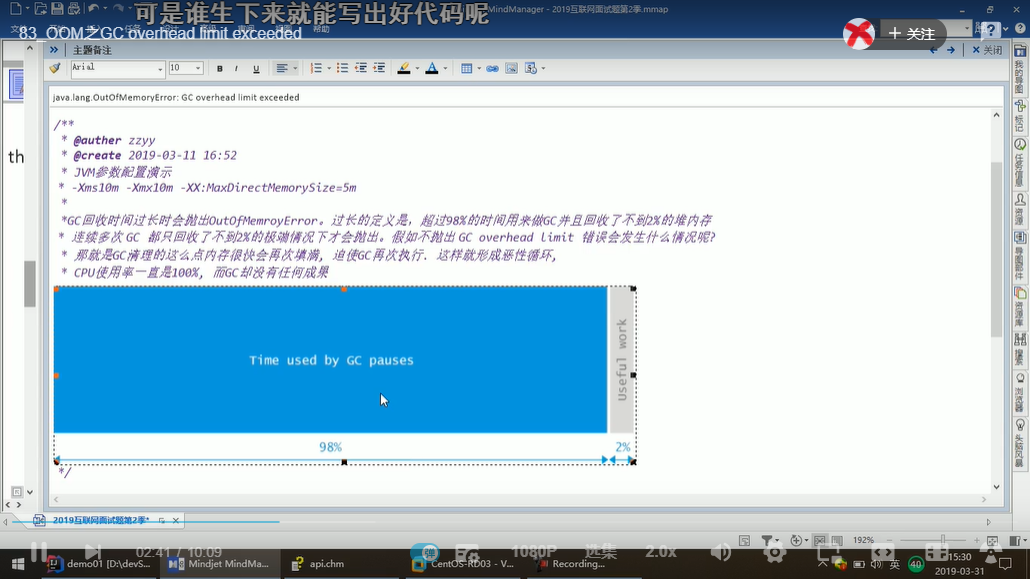 可是谁生下来就能写出好代码呢
MindManager - 2019互联网面试题第2季.mmap
83_OOM之GC overhead limit exceeded
帮助
+ 关注
主题备注
关闭
Arial
10
B I U
java.lang.OutOfMemoryError: GC overhead limit exceeded
/**
* @auther zzyy
* @create 2019-03-11 16:52
* JVM参数配置演示
* -Xms10m -Xmx10m -XX:MaxDirectMemorySize=5m
*
*GC回收时间过长时会抛出OutOfMemroyError。过长的定义是，超过98%的时间用来做GC并且回收了不到2%的堆内存
* 连续多次GC 都只回收了不到2%的极端情况下才会抛出。假如不抛出 GC overhead limit 错误会发生什么情况呢?
* 那就是GC清理的这么点内存很快会再次填满, 迫使GC再次执行. 这样就形成恶性循环,
* CPU使用率一直是100%, 而GC却没有任何成果
th
Time used by GC pauses
Useful work
98%
2%
*/
我的导图
标记
任务信息
资源
导图部件
资源库
搜索
浏览器
头脑风暴
2019互联网面试题第2季*
02:41 / 10:09
弹
1080P
选集
2.0x
192%
demo01 [D:\devS...
Mindjet MindMa...
api.chm
CentOS-RD03 - V...
Recording...
英
40
15:30
2019-03-31